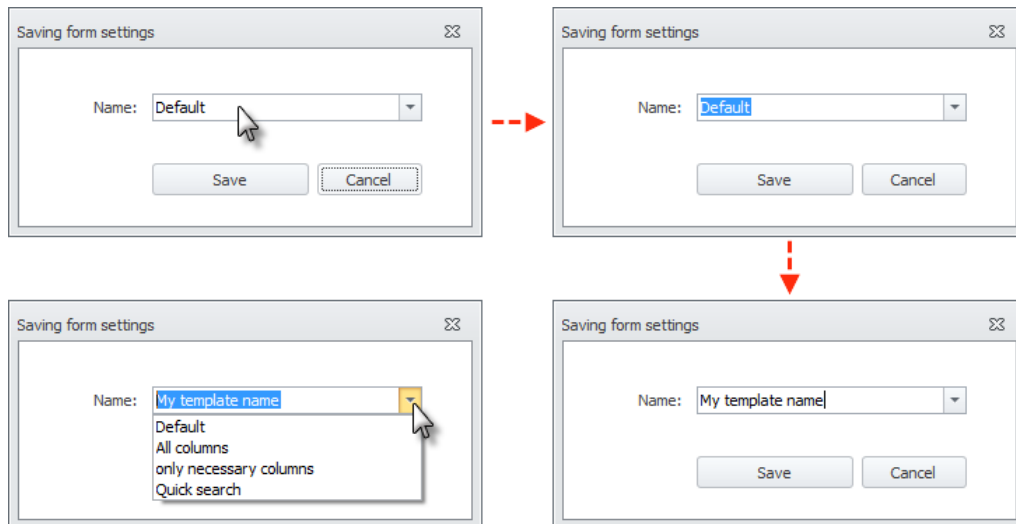 Saving form settings
Name: Default
Save Cancel
Saving form settings
Name: Default
Save Cancel
Saving form settings
Name: My template name
Default
All columns
only necessary columns
Quick search
Saving form settings
Name: My template name
Save Cancel